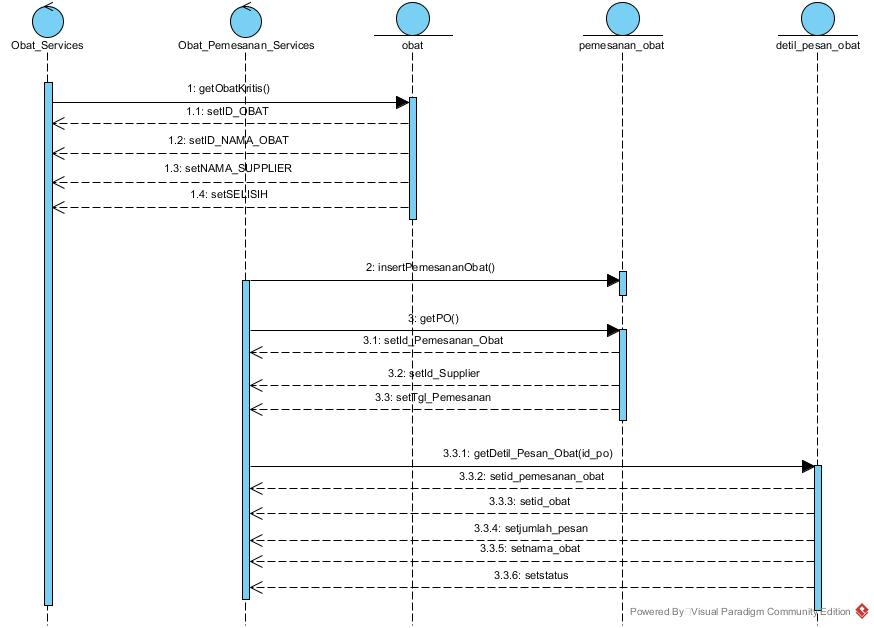 Obat_Services
Obat_Pemesanan_Services
obat
pemesanan_obat
detil_pesan_obat
1: getObatKritis()
1.1: setID_OBAT
1.2: setID_NAMA_OBAT
1.3: setNAMA_SUPPLIER
1.4: setSELISIH
2: insertPemesananObat()
3: getPO()
3.1: setId_Pemesanan_Obat
3.2: setId_Supplier
3.3: setTgl_Pemesanan
3.3.1: getDetil_Pesan_Obat(id_po)
3.3.2: setid_pemesanan_obat
3.3.3: setid_obat
3.3.4: setjumlah_pesan
3.3.5: setnama_obat
3.3.6: setstatus
Powered By Visual Paradigm Community Edition